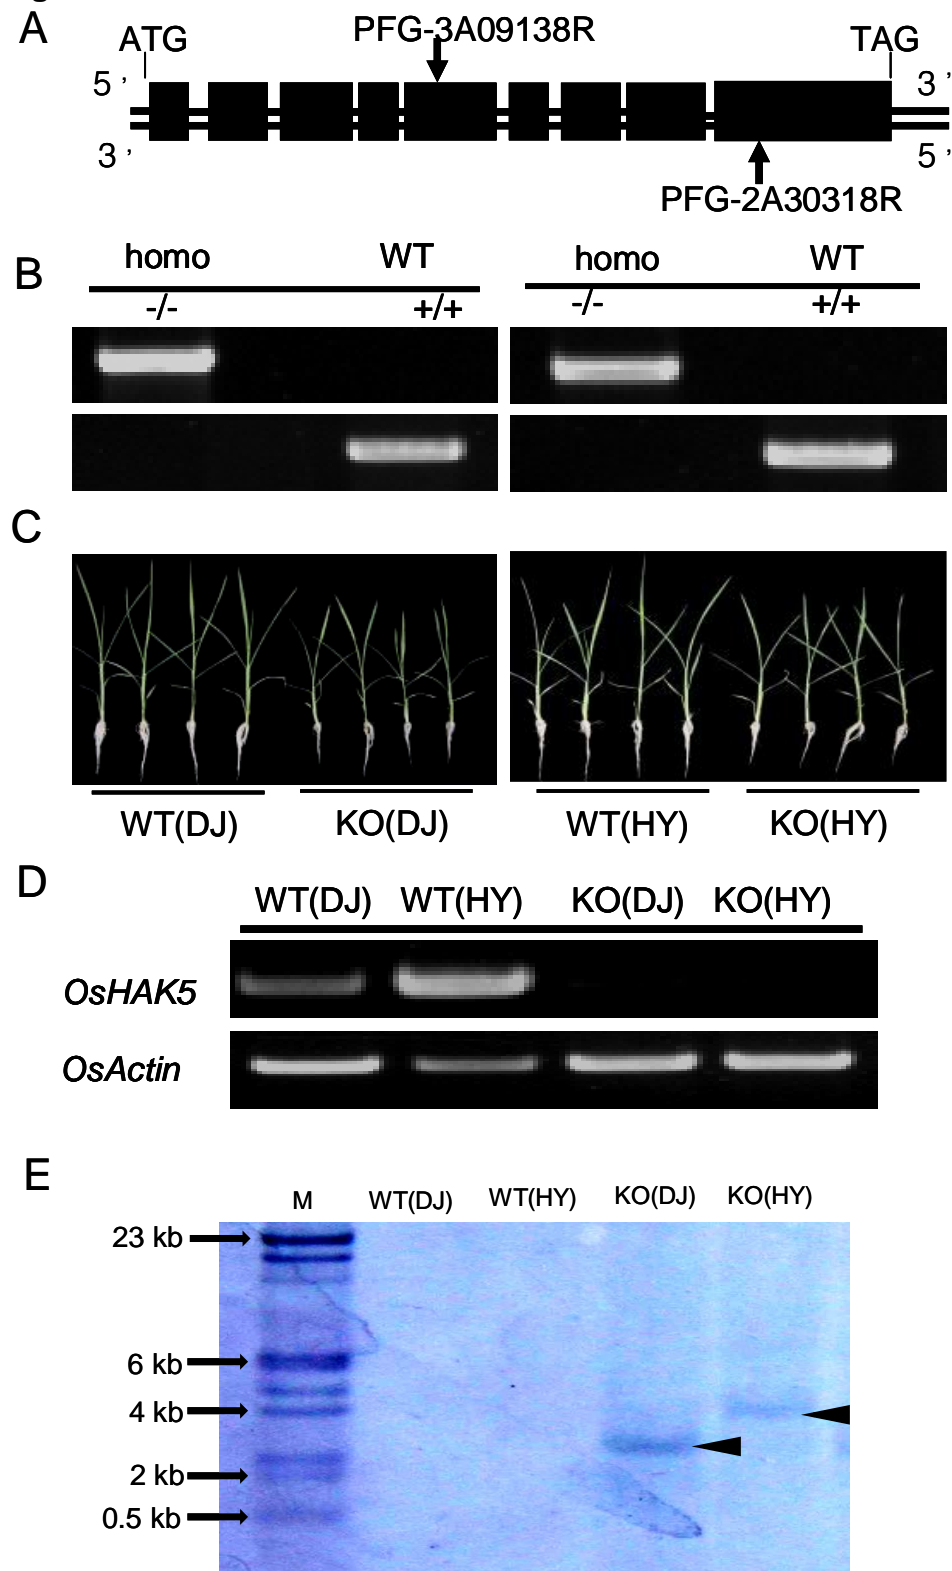 A
PFG-3A09138R
ATG TAG
5 ’ 3 ’
3 ’ 5 ’
PFG-2A30318R
B
homo WT homo WT
-/- +/+ -/- +/+
C
WT(DJ) KO(DJ) WT(HY) KO(HY)
D
WT(DJ) WT(HY) KO(DJ) KO(HY)
OsHAK5
OsActin
E
M WT(DJ) WT(HY) KO(DJ) KO(HY)
23 kb
6 kb
4 kb
2 kb
0.5 kb